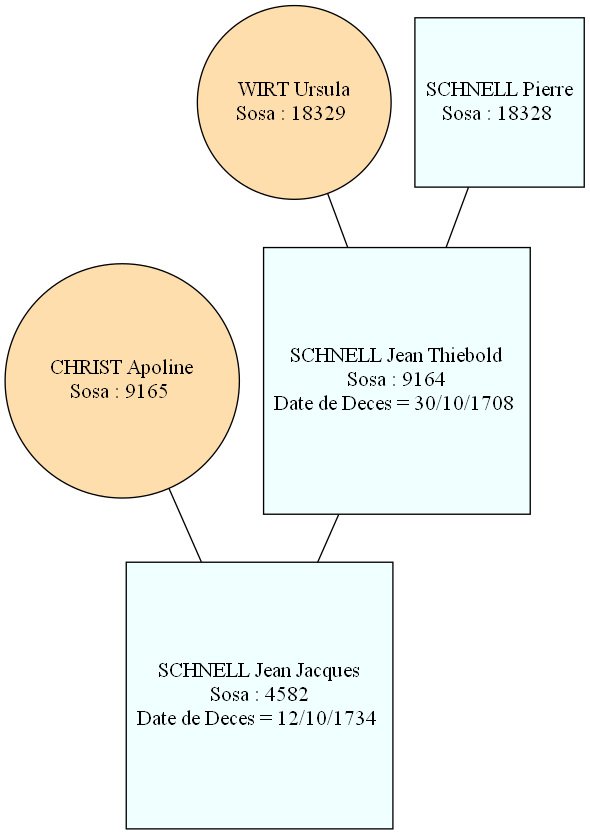 WIRT Ursula
Sosa : 18329
SCHNELL Pierre
Sosa : 18328
SCHNELL Jean Thiebold
Sosa : 9164
Date de Deces = 30/10/1708
CHRIST Apoline
Sosa : 9165
SCHNELL Jean Jacques
Sosa : 4582
Date de Deces = 12/10/1734